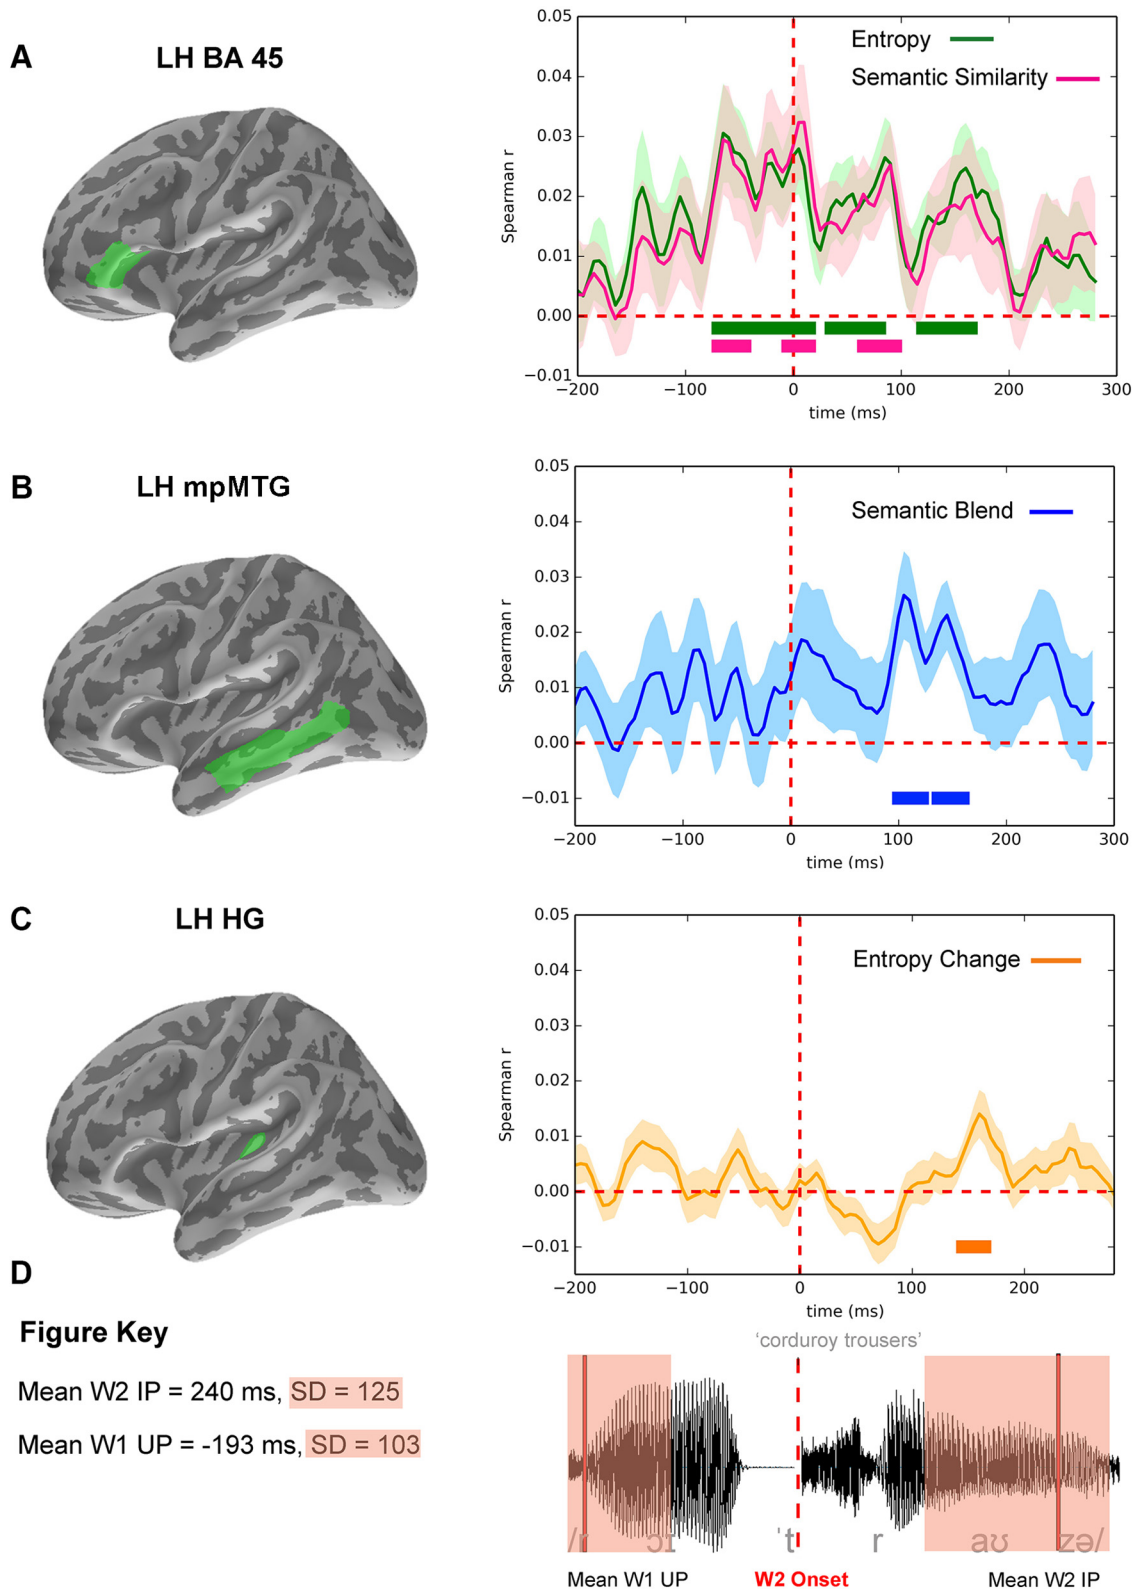 A
LH BA 45
Entropy
Semantic Similarity
0.05
0.04
0.03
0.02
0.01
0.00
−0.01
Spearman r
−200
−100
0
100
200
300
time (ms)
B
LH mpMTG
Semantic Blend
0.05
0.04
0.03
0.02
0.01
0.00
−0.01
Spearman r
−200
−100
0
100
200
300
time (ms)
C
LH HG
Entropy Change
0.05
0.04
0.03
0.02
0.01
0.00
−0.01
Spearman r
−200
−100
0
100
200
time (ms)
D
Figure Key
Mean W2 IP = 240 ms, SD = 125
Mean W1 UP = -193 ms, SD = 103
'corduroy trousers'
/r ɔɪ ˈt r aʊ zə/
Mean W1 UP W2 Onset Mean W2 IP